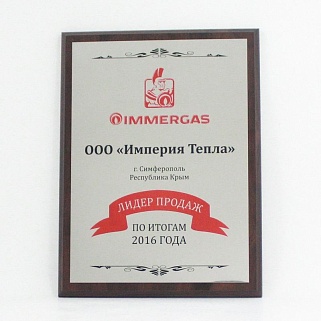 IMMERGAS
ООО «Империя Тепла»
г. Симферополь
Республика Крым
ЛИДЕР ПРОДАЖ
ПО ИТОГАМ
2016 ГОДА